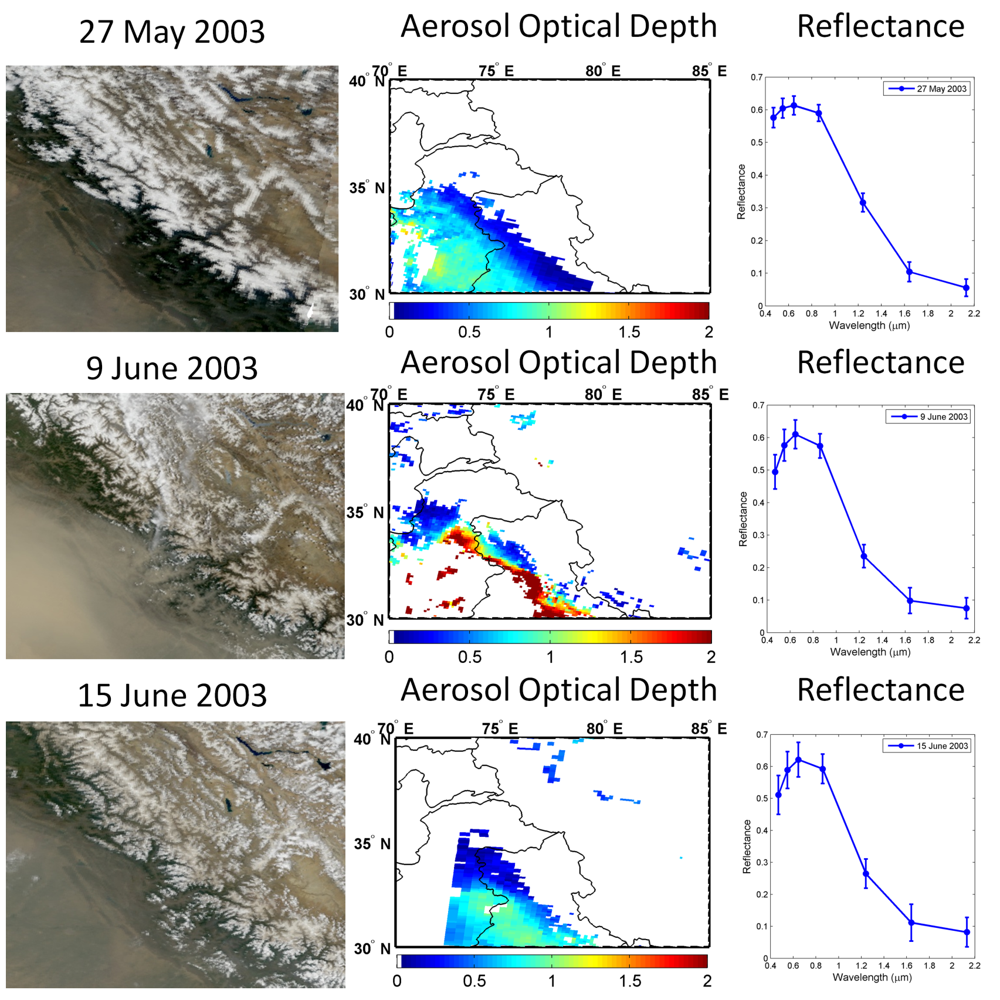 27 May 2003
Aerosol Optical Depth
Reflectance
70° E 75° E 80° E 85° E
40° N
35° N
30° N
0 0.5 1 1.5 2
0.7
0.6
0.5
0.4
0.3
0.2
0.1
0
Reflectance
27 May 2003
0.4 0.6 0.8 1 1.2 1.4 1.6 1.8 2 2.2
Wavelength (μm)
9 June 2003
Aerosol Optical Depth
Reflectance
70° E 75° E 80° E 85° E
40° N
35° N
30° N
0 0.5 1 1.5 2
0.7
0.6
0.5
0.4
0.3
0.2
0.1
0
Reflectance
9 June 2003
0.4 0.6 0.8 1 1.2 1.4 1.6 1.8 2 2.2
Wavelength (μm)
15 June 2003
Aerosol Optical Depth
Reflectance
70° E 75° E 80° E 85° E
40° N
35° N
30° N
0 0.5 1 1.5 2
0.7
0.6
0.5
0.4
0.3
0.2
0.1
0
Reflectance
15 June 2003
0.4 0.6 0.8 1 1.2 1.4 1.6 1.8 2 2.2
Wavelength (μm)